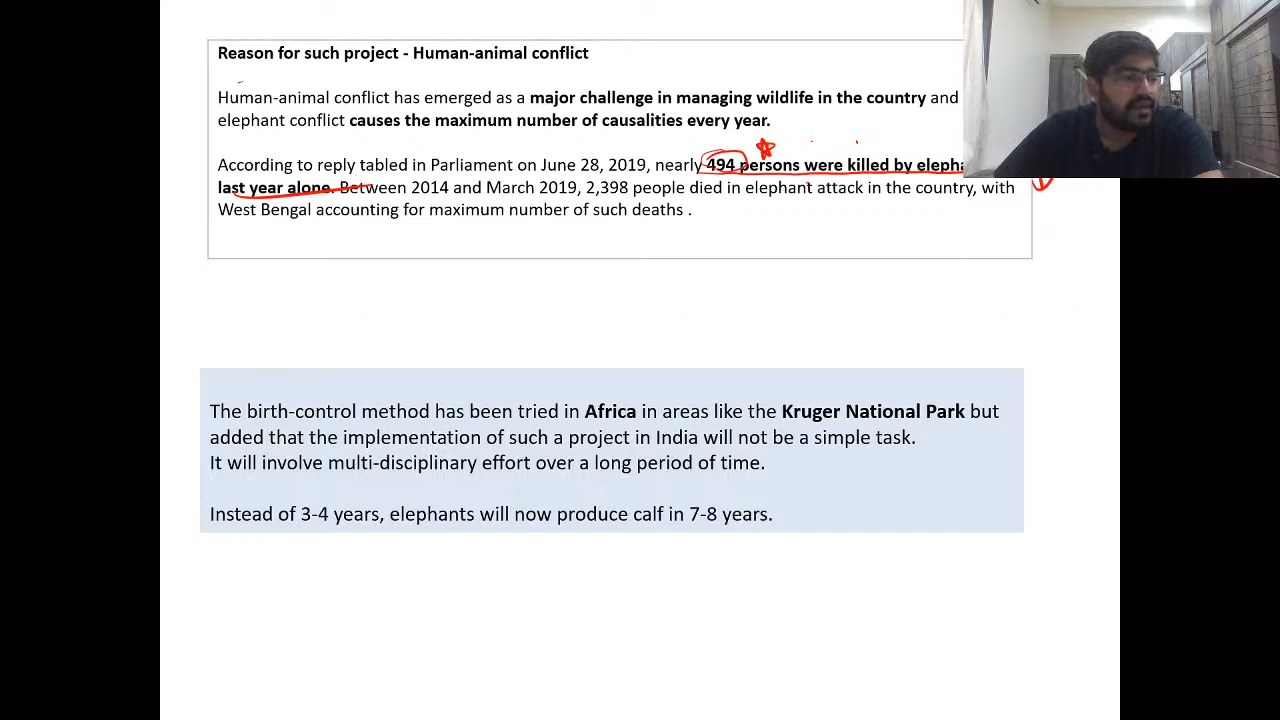 Reason for such project - Human-animal conflict
Human-animal conflict has emerged as a major challenge in managing wildlife in the country and
elephant conflict causes the maximum number of causalities every year.
According to reply tabled in Parliament on June 28, 2019, nearly 494 persons were killed by
last year alone. Between 2014 and March 2019, 2,398 people died in elephant attack in the country, with
West Bengal accounting for maximum number of such deaths .
The birth-control method has been tried in Africa in areas like the Kruger National Park but
added that the implementation of such a project in India will not be a simple task.
It will involve multi-disciplinary effort over a long period of time.
Instead of 3-4 years, elephants will now produce calf in 7-8 years.